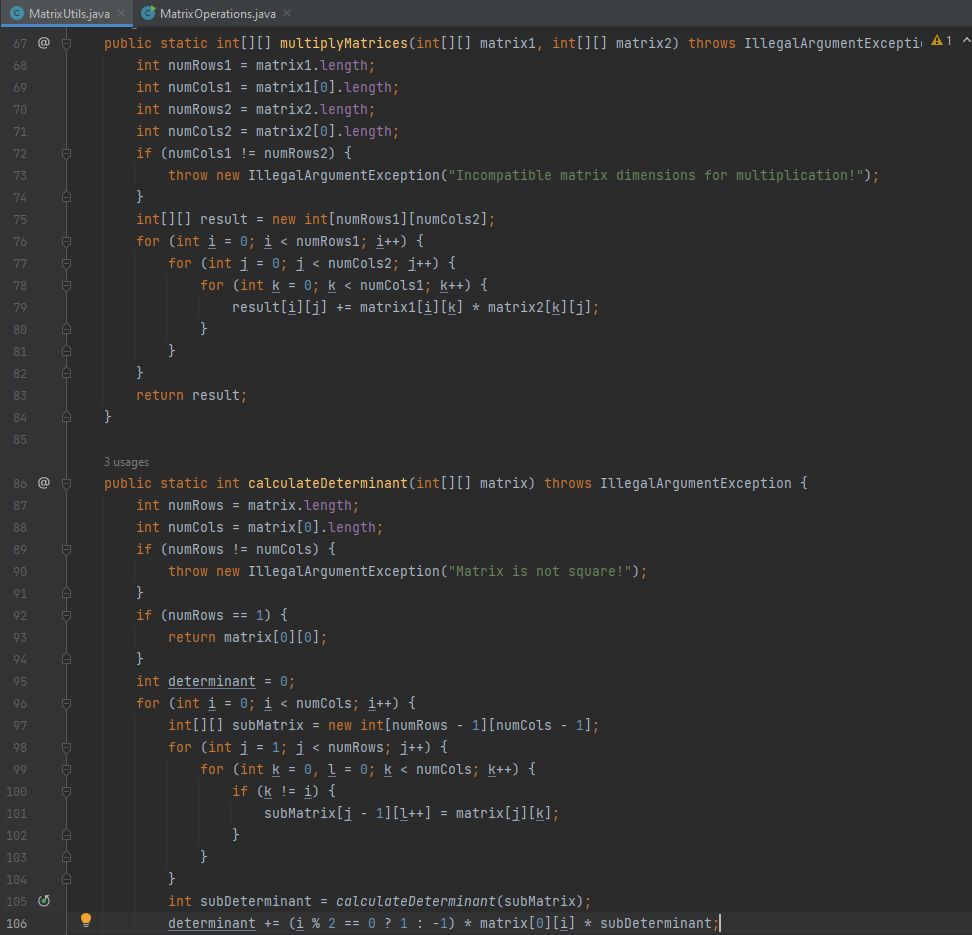 MatrixUtils.java × MatrixOperations.java ×
67 @ public static int[][] multiplyMatrices(int[][] matrix1, int[][] matrix2) throws IllegalArgumentExcepti 1
68 int numRows1 = matrix1.length;
69 int numCols1 = matrix1[0].length;
70 int numRows2 = matrix2.length;
71 int numCols2 = matrix2[0].length;
72 if (numCols1 != numRows2) {
73 throw new IllegalArgumentException("Incompatible matrix dimensions for multiplication!");
74 }
75 int[][] result = new int[numRows1][numCols2];
76 for (int i = 0; i < numRows1; i++) {
77 for (int j = 0; j < numCols2; j++) {
78 for (int k = 0; k < numCols1; k++) {
79 result[i][j] += matrix1[i][k] * matrix2[k][j];
80 }
81 }
82 }
83 return result;
84 }
85
3 usages
86 @ public static int calculateDeterminant(int[][] matrix) throws IllegalArgumentException {
87 int numRows = matrix.length;
88 int numCols = matrix[0].length;
89 if (numRows != numCols) {
90 throw new IllegalArgumentException("Matrix is not square!");
91 }
92 if (numRows == 1) {
93 return matrix[0][0];
94 }
95 int determinant = 0;
96 for (int i = 0; i < numCols; i++) {
97 int[][] subMatrix = new int[numRows - 1][numCols - 1];
98 for (int j = 1; j < numRows; j++) {
99 for (int k = 0, l = 0; k < numCols; k++) {
100 if (k != i) {
101 subMatrix[j - 1][l++] = matrix[j][k];
102 }
103 }
104 }
105 int subDeterminant = calculateDeterminant(subMatrix);
106 determinant += (i % 2 == 0 ? 1 : -1) * matrix[0][i] * subDeterminant;